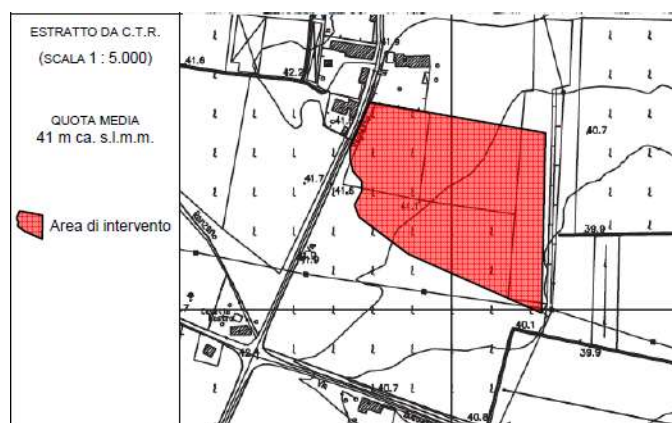 ESTRATTO DA C.T.R.
(SCALA 1 : 5.000)
QUOTA MEDIA
41 m ca. s.l.m.m.
Area di intervento
41.6
42.2
41.9
40.7
41.7
41.6
41.1
39.9
40.1
39.9
42.4
40.7
40.8